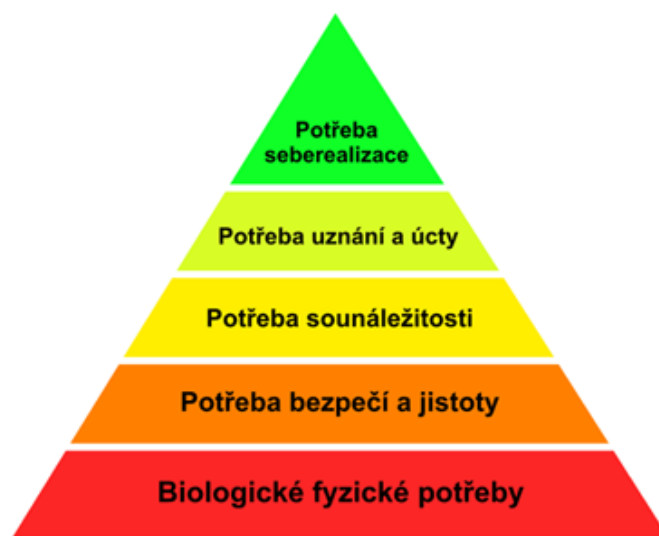 Potřeba
seberealizace
Potřeba uznání a úcty
Potřeba sounáležitosti
Potřeba bezpečí a jistoty
Biologické fyzické potřeby